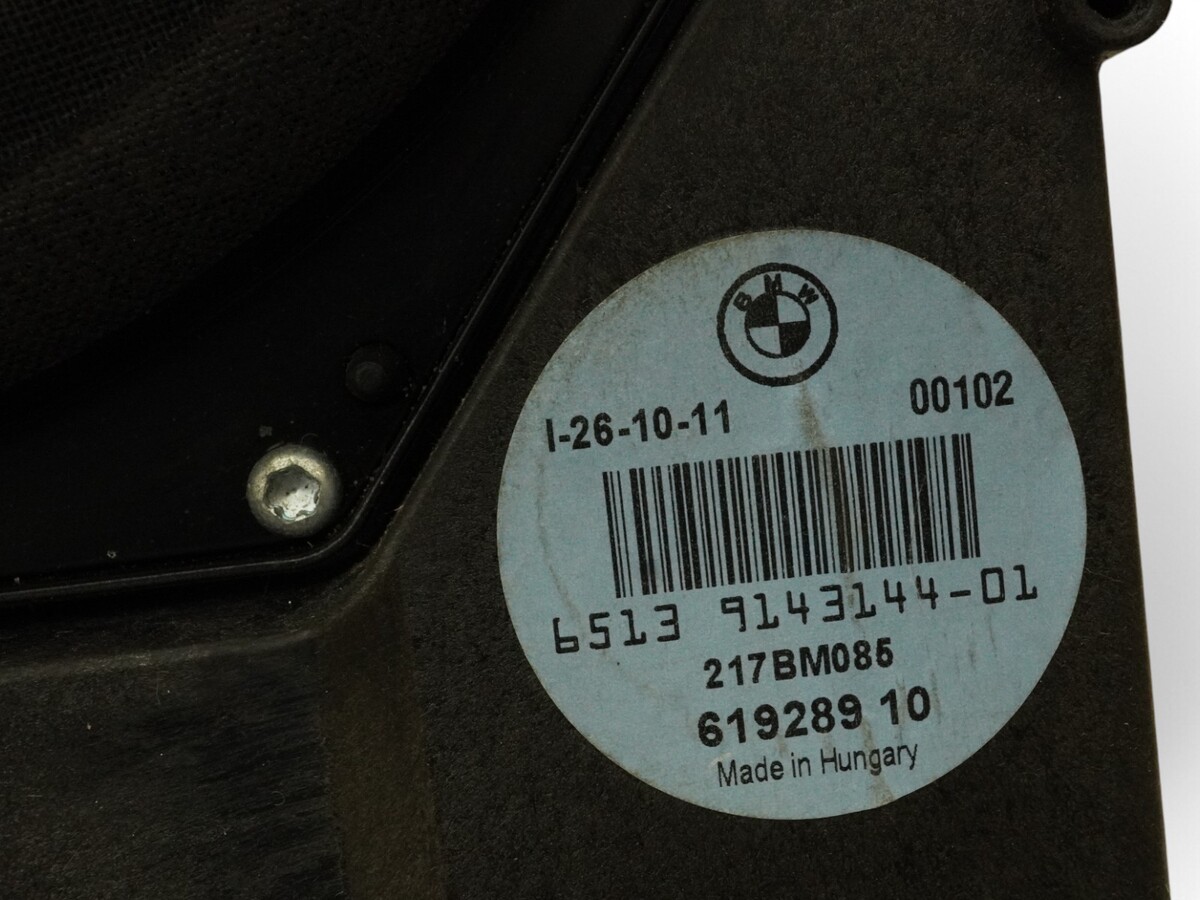 BMW
I-26-10-11 00102
6513 9143144-01
217BM085
619289 10
Made in Hungary